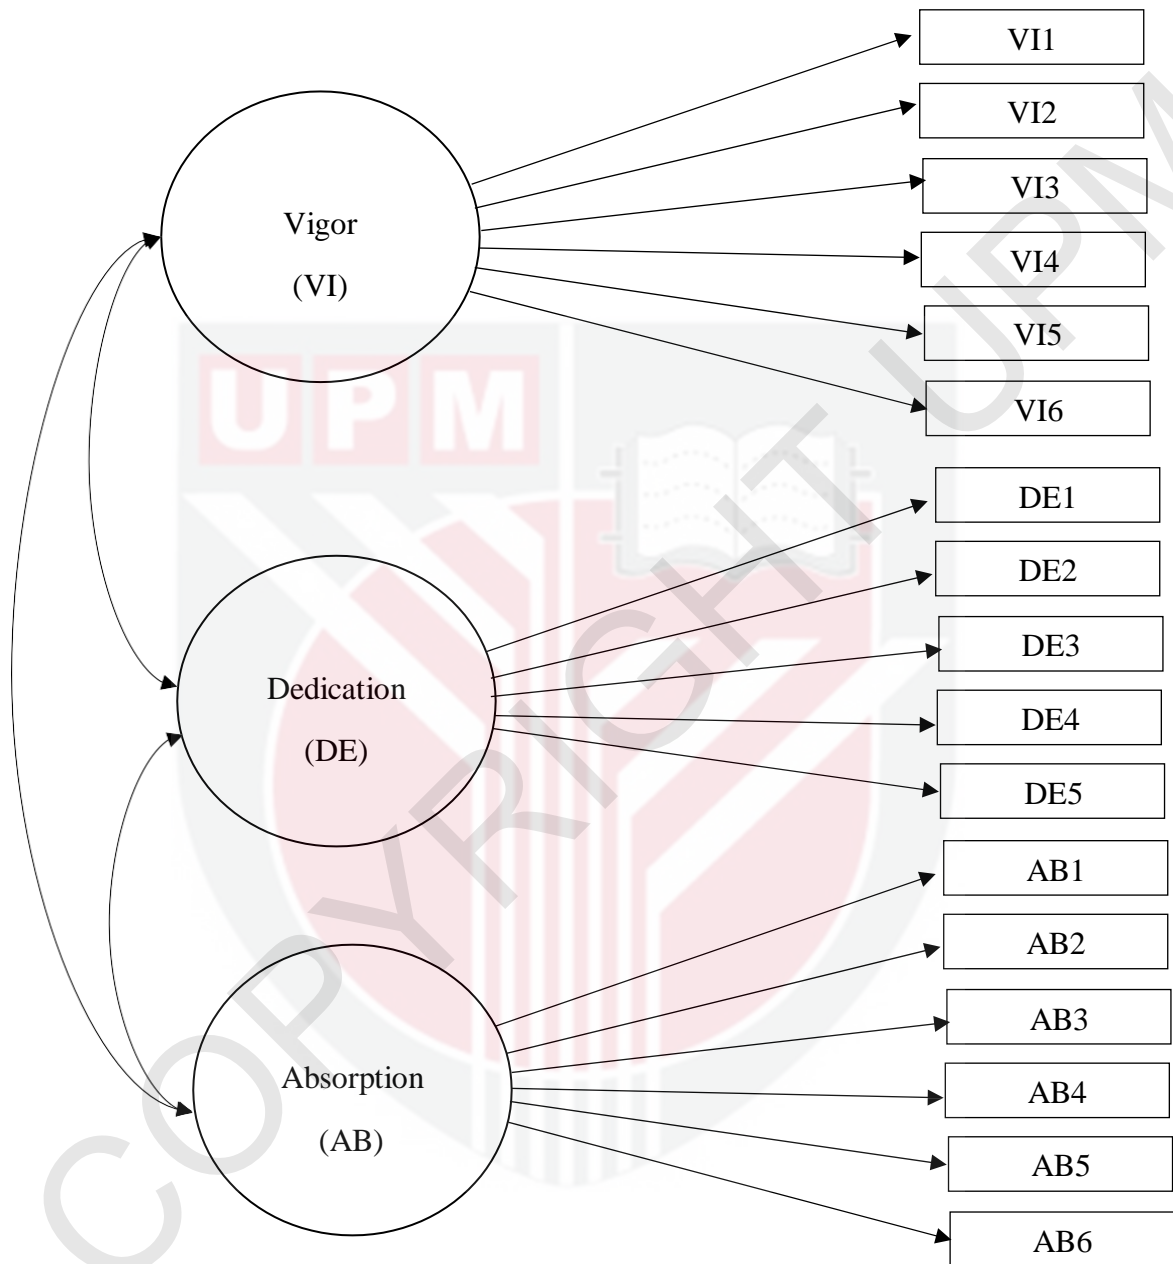 VI1
VI2
VI3
VI4
VI5
VI6
Vigor
(VI)
DE1
DE2
DE3
DE4
DE5
Dedication
(DE)
AB1
AB2
AB3
AB4
AB5
AB6
Absorption
(AB)
UPM
COPYRIGHT UPM